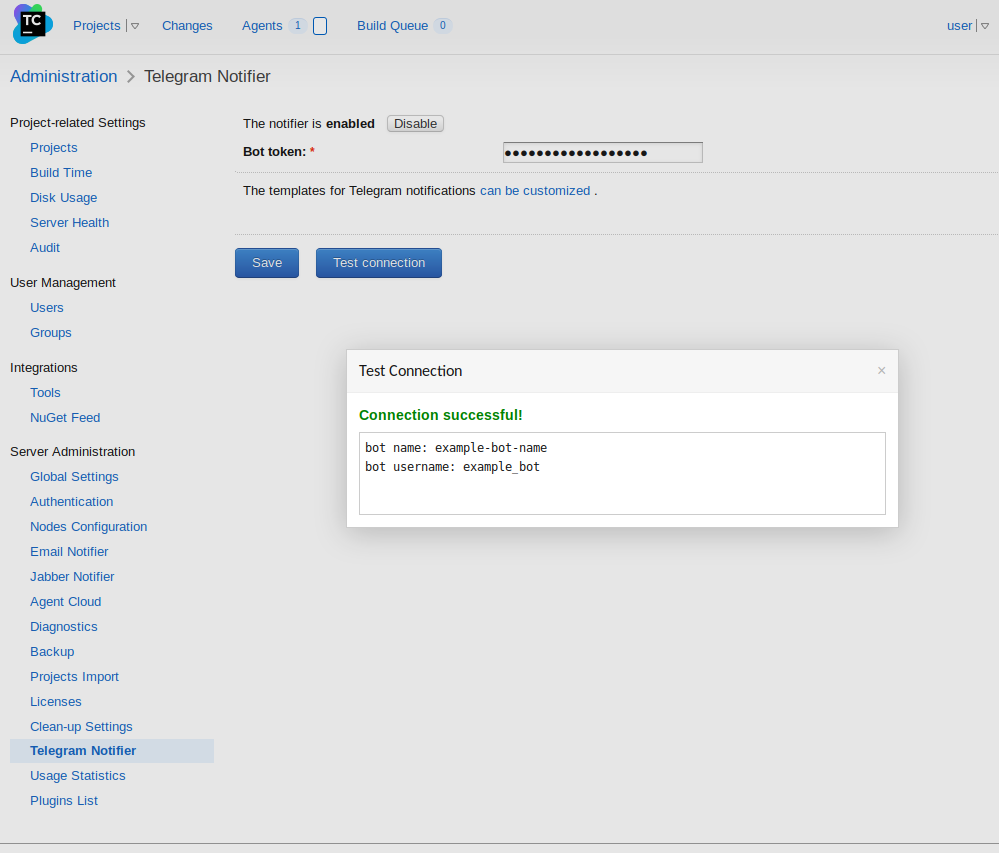 TC
Projects
Changes
Agents 1
Build Queue 0
user
Administration Telegram Notifier
Project-related Settings
Projects
Build Time
Disk Usage
Server Health
Audit
User Management
Users
Groups
Integrations
Tools
NuGet Feed
Server Administration
Global Settings
Authentication
Nodes Configuration
Email Notifier
Jabber Notifier
Agent Cloud
Diagnostics
Backup
Projects Import
Licenses
Clean-up Settings
Telegram Notifier
Usage Statistics
Plugins List
The notifier is enabled Disable
Bot token: * ●●●●●●●●●●●●●●●●●●
The templates for Telegram notifications can be customized .
Save Test connection
Test Connection ×
Connection successful!
bot name: example-bot-name
bot username: example_bot